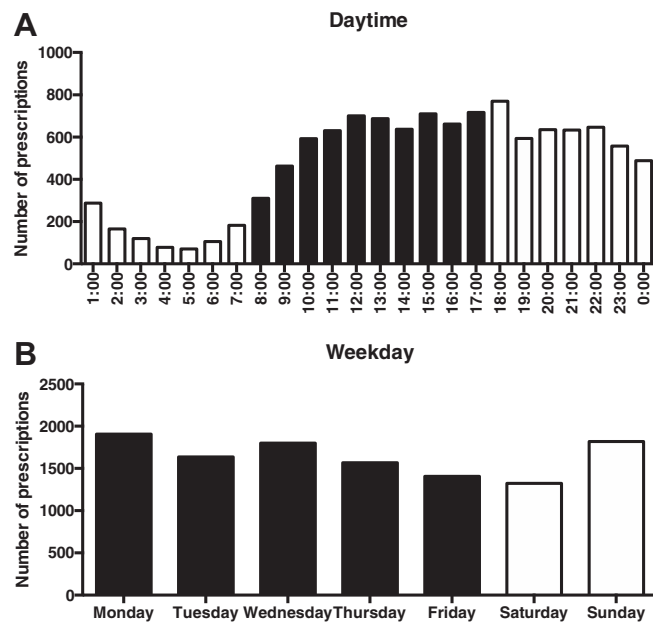 A
Daytime
Number of prescriptions
1000
800
600
400
200
0
1:00 2:00 3:00 4:00 5:00 6:00 7:00 8:00 9:00 10:00 11:00 12:00 13:00 14:00 15:00 16:00 17:00 18:00 19:00 20:00 21:00 22:00 23:00 0:00
B
Weekday
Number of prescriptions
2500
2000
1500
1000
500
0
Monday Tuesday Wednesday Thursday Friday Saturday Sunday